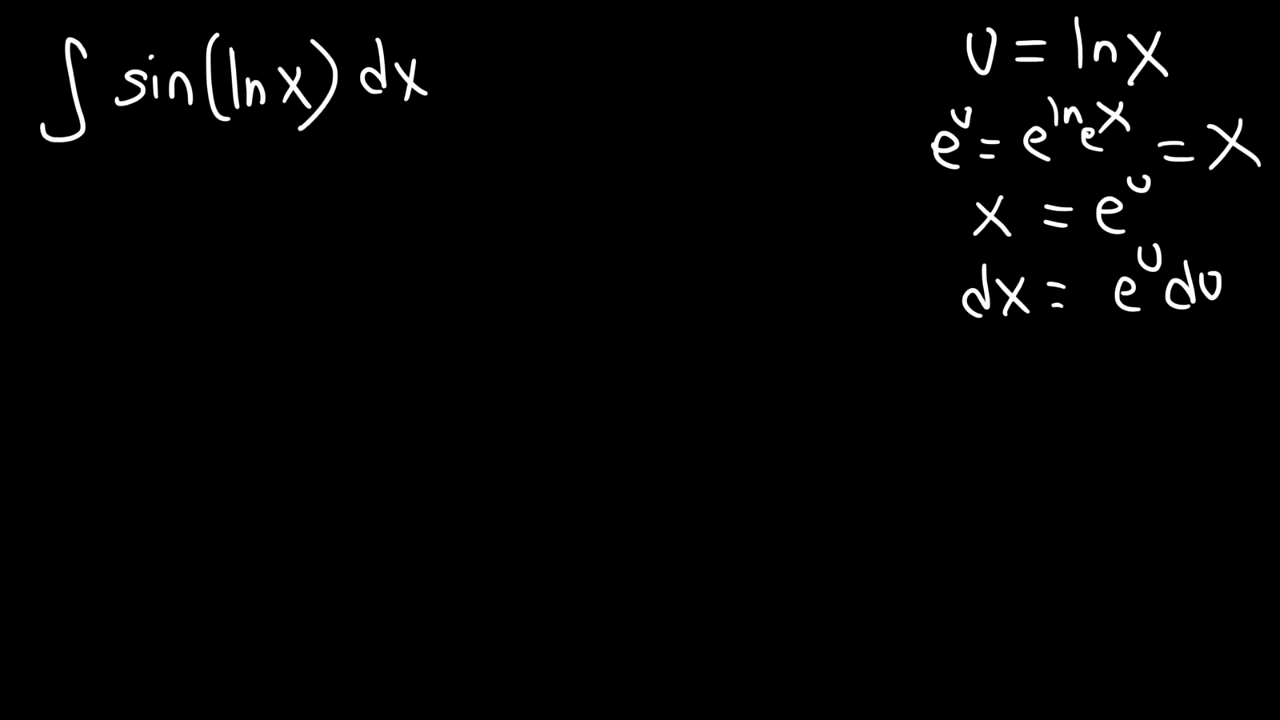 ∫ sin(ln x) dx
u = ln x
e^u = e^{ln_e x} = x
x = e^u
dx = e^u du